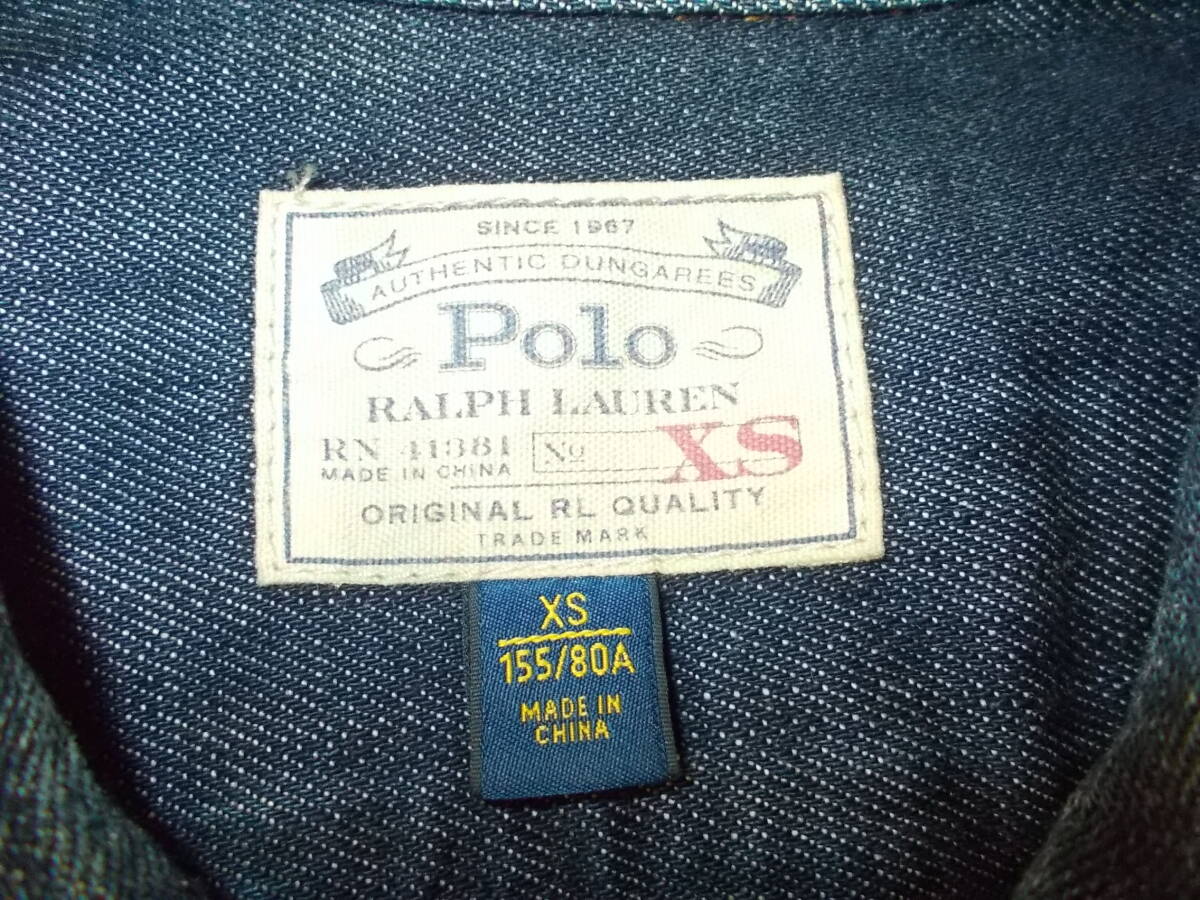 SINCE 1967
AUTHENTIC DUNGAREES
Polo
RALPH LAUREN
RN 41381 No XS
MADE IN CHINA
ORIGINAL RL QUALITY
TRADE MARK
XS
155/80A
MADE IN
CHINA